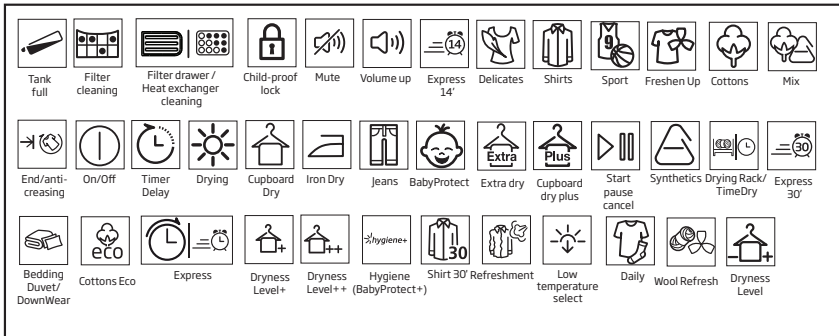 14
9
Tank full
Filter cleaning
Filter drawer / Heat exchanger cleaning
Child-proof lock
Mute
Volume up
Express 14'
Delicates
Shirts
Sport
Freshen Up
Cottons
Mix
Extra
Plus
30
End/anti-creasing
On/Off
Timer Delay
Drying
Cupboard Dry
Iron Dry
Jeans
BabyProtect
Extra dry
Cupboard dry plus
Start pause cancel
Synthetics
Drying Rack/ TimeDry
Express 30'
eco
+
++
hygiene+
30
- +
Bedding Duvet/ DownWear
Cottons Eco
Express
Dryness Level+
Dryness Level++
Hygiene (BabyProtect+)
Shirt 30'
Refreshment
Low temperature select
Daily
Wool Refresh
Dryness Level